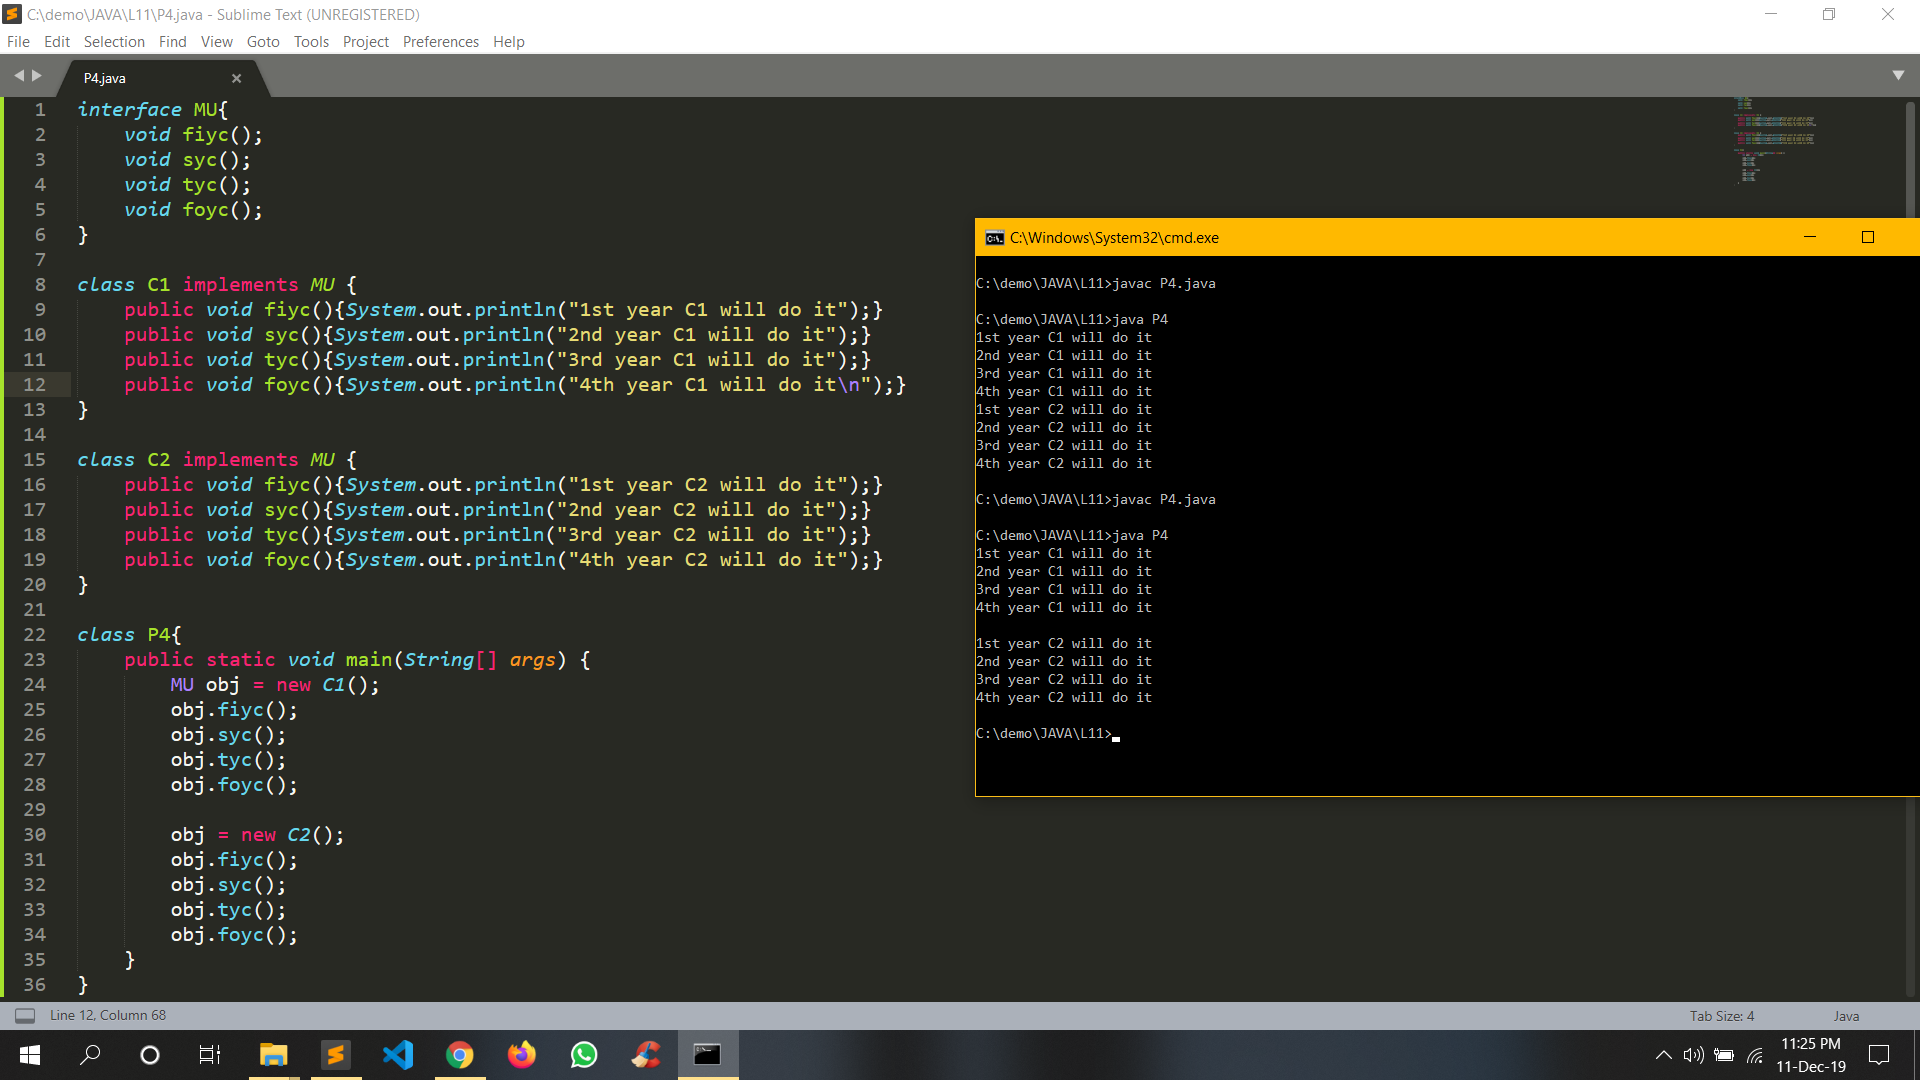 C:\demo\JAVA\L11\P4.java - Sublime Text (UNREGISTERED)
File Edit Selection Find View Goto Tools Project Preferences Help
P4.java
1 interface MU{
2     void fiyc();
3     void syc();
4     void tyc();
5     void foyc();
6 }
7
8 class C1 implements MU {
9     public void fiyc(){System.out.println("1st year C1 will do it");}
10     public void syc(){System.out.println("2nd year C1 will do it");}
11     public void tyc(){System.out.println("3rd year C1 will do it");}
12     public void foyc(){System.out.println("4th year C1 will do it\n");}
13 }
14
15 class C2 implements MU {
16     public void fiyc(){System.out.println("1st year C2 will do it");}
17     public void syc(){System.out.println("2nd year C2 will do it");}
18     public void tyc(){System.out.println("3rd year C2 will do it");}
19     public void foyc(){System.out.println("4th year C2 will do it");}
20 }
21
22 class P4{
23     public static void main(String[] args) {
24         MU obj = new C1();
25         obj.fiyc();
26         obj.syc();
27         obj.tyc();
28         obj.foyc();
29
30         obj = new C2();
31         obj.fiyc();
32         obj.syc();
33         obj.tyc();
34         obj.foyc();
35     }
36 }
C:\Windows\System32\cmd.exe
C:\demo\JAVA\L11>javac P4.java
C:\demo\JAVA\L11>java P4
1st year C1 will do it
2nd year C1 will do it
3rd year C1 will do it
4th year C1 will do it
1st year C2 will do it
2nd year C2 will do it
3rd year C2 will do it
4th year C2 will do it
C:\demo\JAVA\L11>javac P4.java
C:\demo\JAVA\L11>java P4
1st year C1 will do it
2nd year C1 will do it
3rd year C1 will do it
4th year C1 will do it
1st year C2 will do it
2nd year C2 will do it
3rd year C2 will do it
4th year C2 will do it
C:\demo\JAVA\L11>
Line 12, Column 68 Tab Size: 4 Java
11:25 PM
11-Dec-19